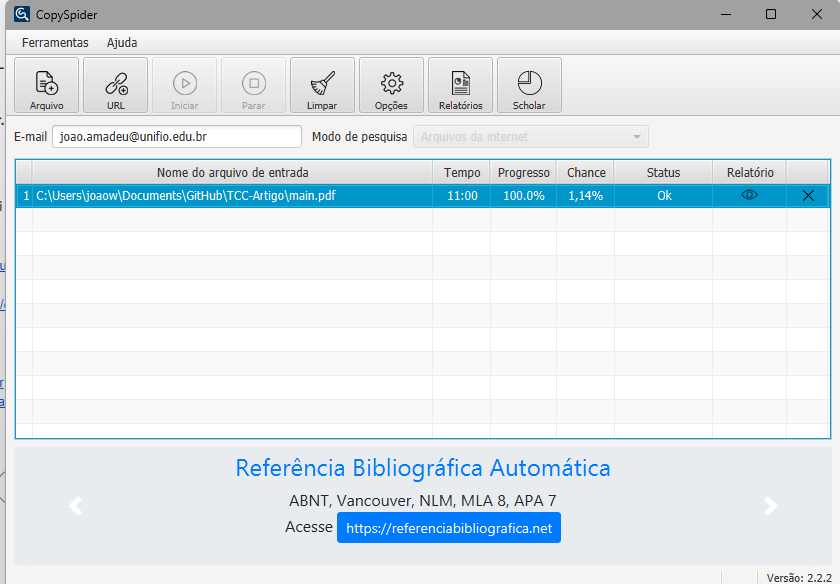 CopySpider
Ferramentas Ajuda
Arquivo URL Iniciar Parar Limpar Opções Relatórios Scholar
E-mail joao.amadeu@unifio.edu.br Modo de pesquisa Arquivos da internet
Nome do arquivo de entrada Tempo Progresso Chance Status Relatório
1 C:\Users\joaow\Documents\GitHub\TCC-Artigo\main.pdf 11:00 100.0% 1,14% Ok
Referência Bibliográfica Automática
ABNT, Vancouver, NLM, MLA 8, APA 7
Acesse https://referenciabibliografica.net
Versão: 2.2.2